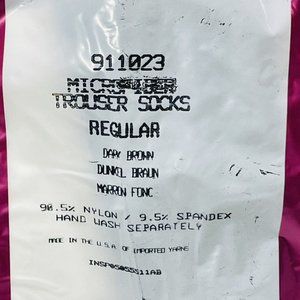 911023
MICROFIBER
TROUSER SOCKS
REGULAR
DARK BROWN
DUNKEL BRAUN
MARRON FONC
90.5% NYLON / 9.5% SPANDEX
HAND WASH SEPARATELY
MADE IN THE U.S.A. OF IMPORTED YARNS